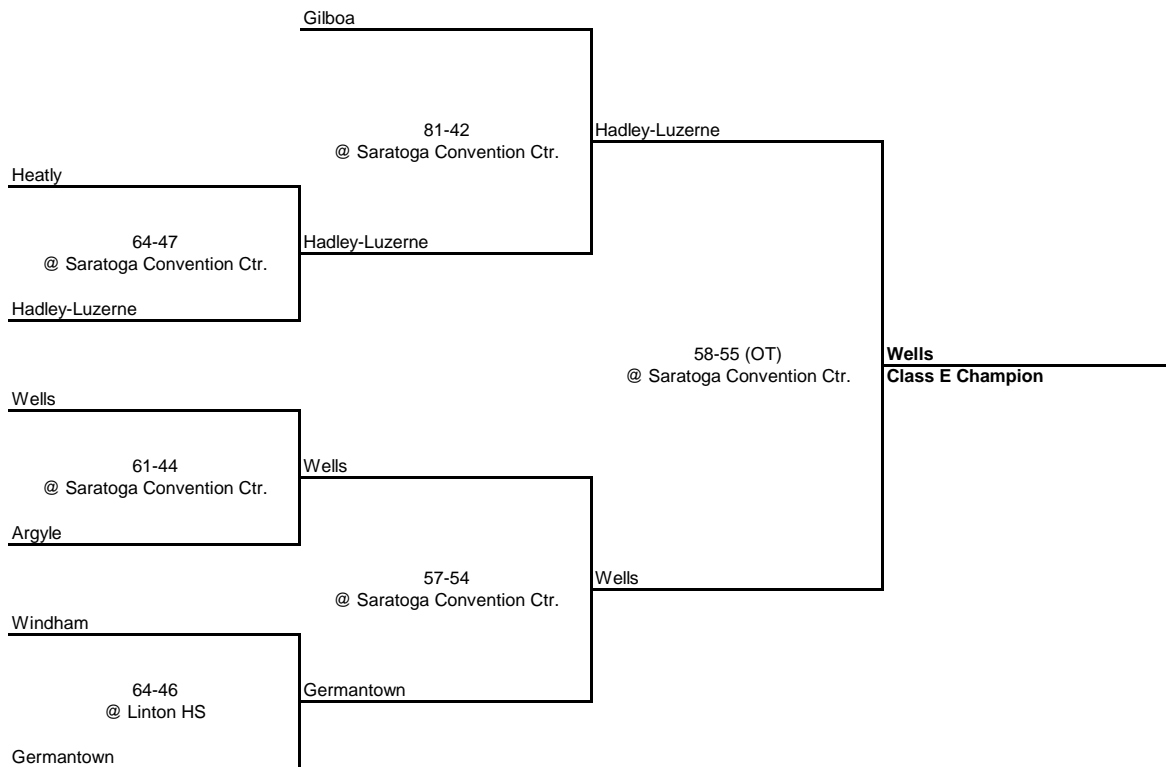 Gilboa
81-42
@ Saratoga Convention Ctr.
Hadley-Luzerne
Heatly
64-47
@ Saratoga Convention Ctr.
Hadley-Luzerne
Hadley-Luzerne
58-55 (OT)
@ Saratoga Convention Ctr.
Wells
Class E Champion
Wells
61-44
@ Saratoga Convention Ctr.
Wells
Argyle
57-54
@ Saratoga Convention Ctr.
Wells
Windham
64-46
@ Linton HS
Germantown
Germantown